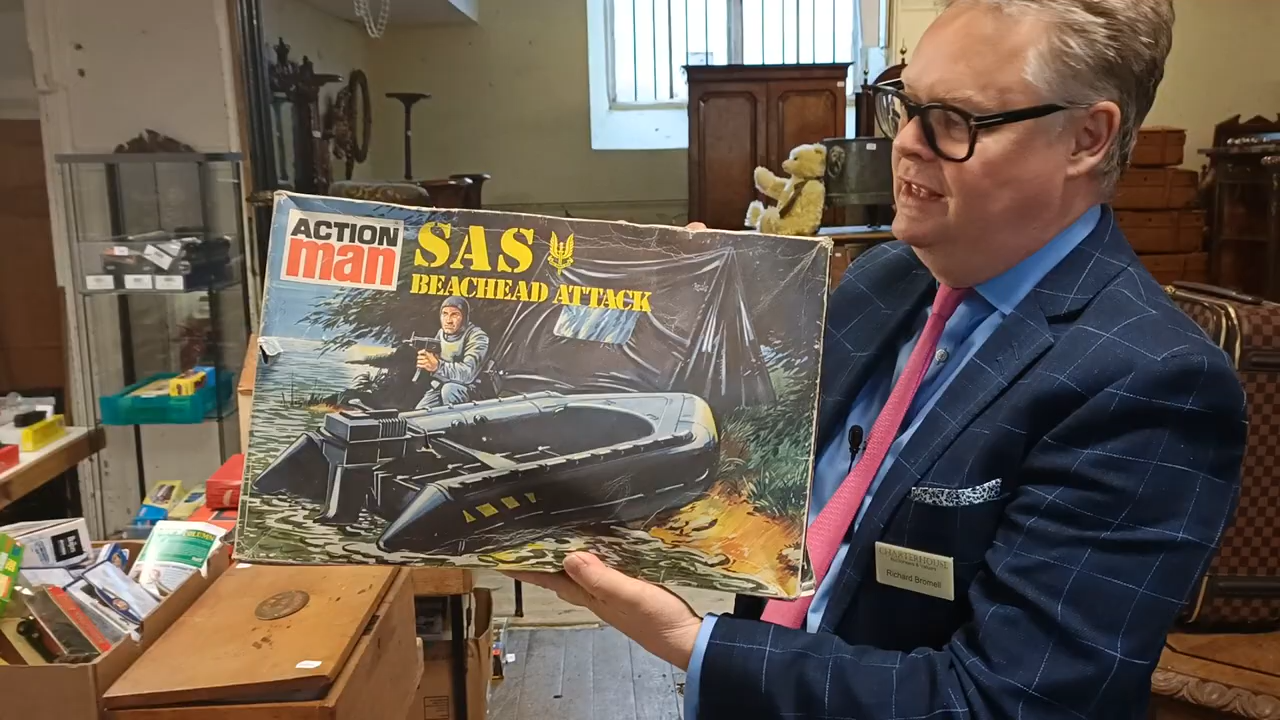 ACTION
man
SAS
BEACHEAD ATTACK
CHARTERHOUSE
Richard Bromell